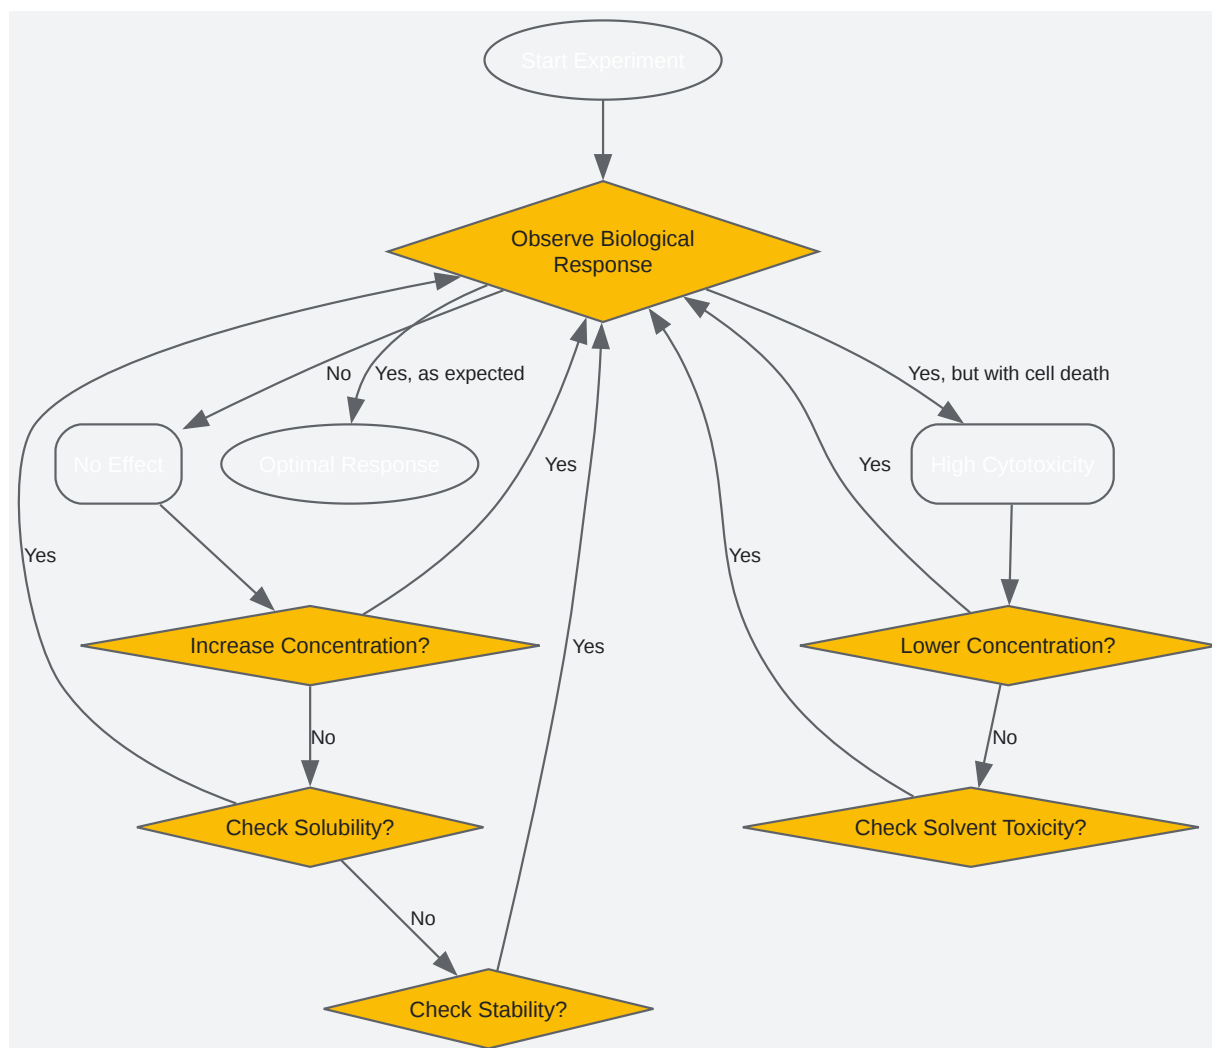 Start Experiment
Observe Biological
Response
No
Yes, as expected
Yes, but with cell death
No Effect
Optimal Response
Yes
Yes
High Cytotoxicity
Yes
Yes
Increase Concentration?
Yes
Lower Concentration?
No
No
Check Solubility?
Check Solvent Toxicity?
No
Check Stability?